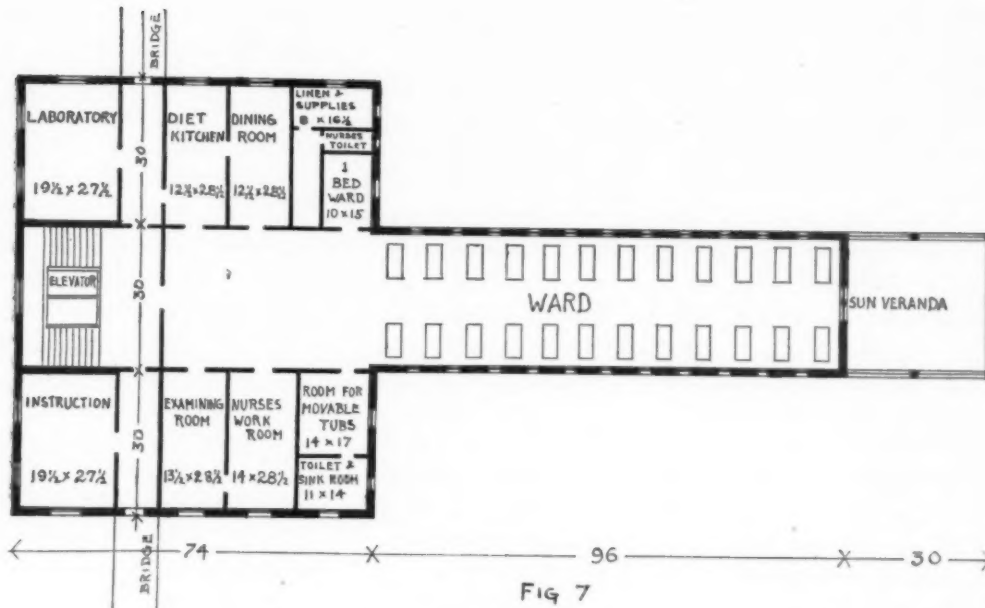 BRIDGE
LABORATORY
19½ × 27½
30
DIET
KITCHEN
12½ × 28½
DINING
ROOM
12½ × 28½
LINEN &
SUPPLIES
8 × 16½
NURSES
TOILET
1
BED
WARD
10 × 15
ELEVATOR
30
WARD
SUN VERANDA
INSTRUCTION
19½ × 27½
30
EXAMINING
ROOM
13½ × 28½
NURSES
WORK
ROOM
14 × 28½
ROOM FOR
MOVABLE
TUBS
14 × 17
TOILET &
SINK ROOM
11 × 14
BRIDGE
74
96
30
FIG 7